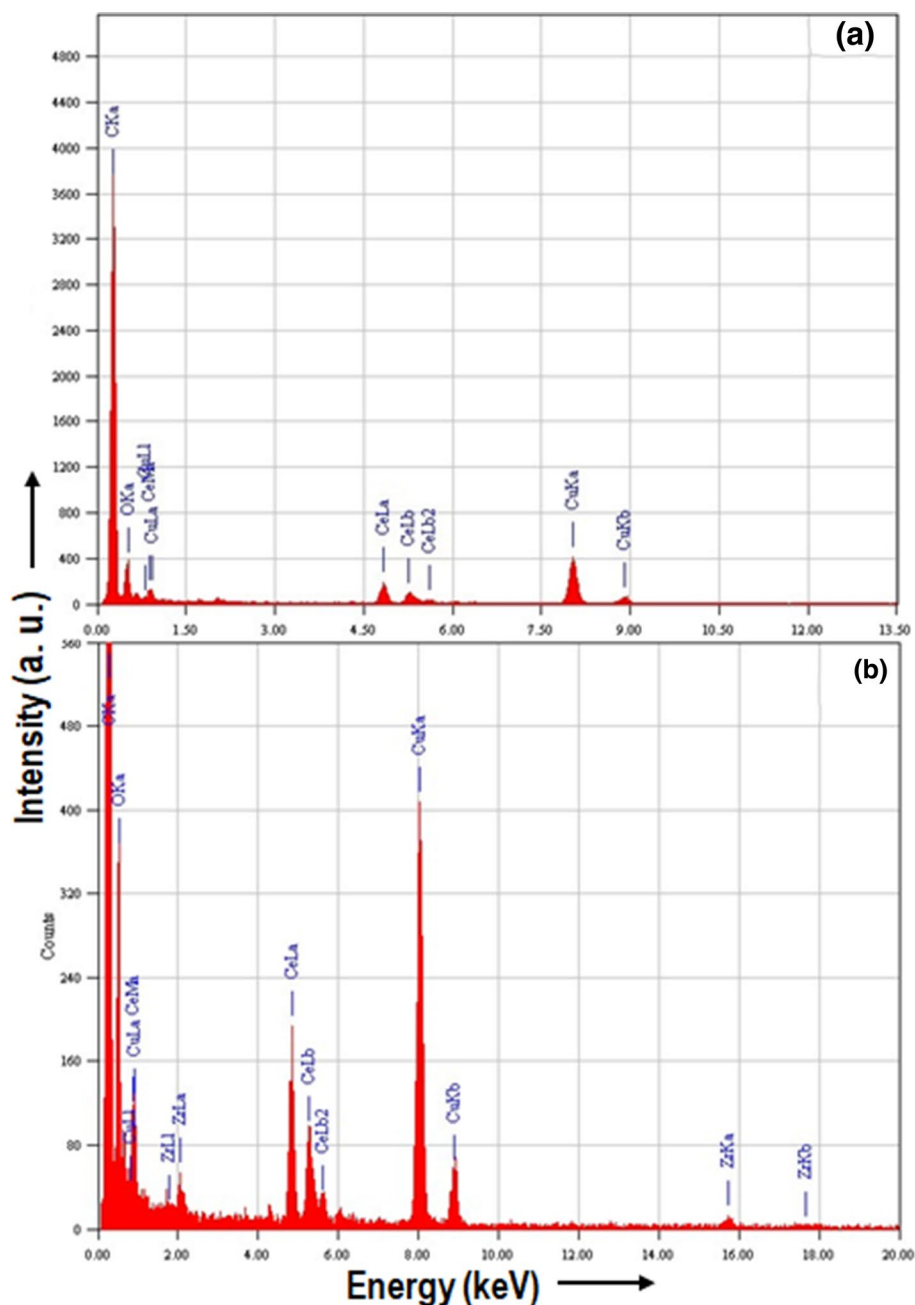 (a)
4800
4400
4000
3600
3200
2800
2400
2000
1600
1200
800
400
0
CKa
OKa
CuLl
CuLa CeMa
CeLa
CeLb
CeLb2
CuKa
CuKb
0.00 1.50 3.00 4.50 6.00 7.50 9.00 10.50 12.00 13.50
Intensity (a. u.)
(b)
560
480
400
320
240
160
80
0
Counts
OKa
CuLl
CuLa CeMa
ZrLl
ZrLa
CeLa
CeLb
CeLb2
CuKa
CuKb
ZrKa
ZrKb
0.00 2.00 4.00 6.00 8.00 10.00 12.00 14.00 16.00 18.00 20.00
Energy (keV)